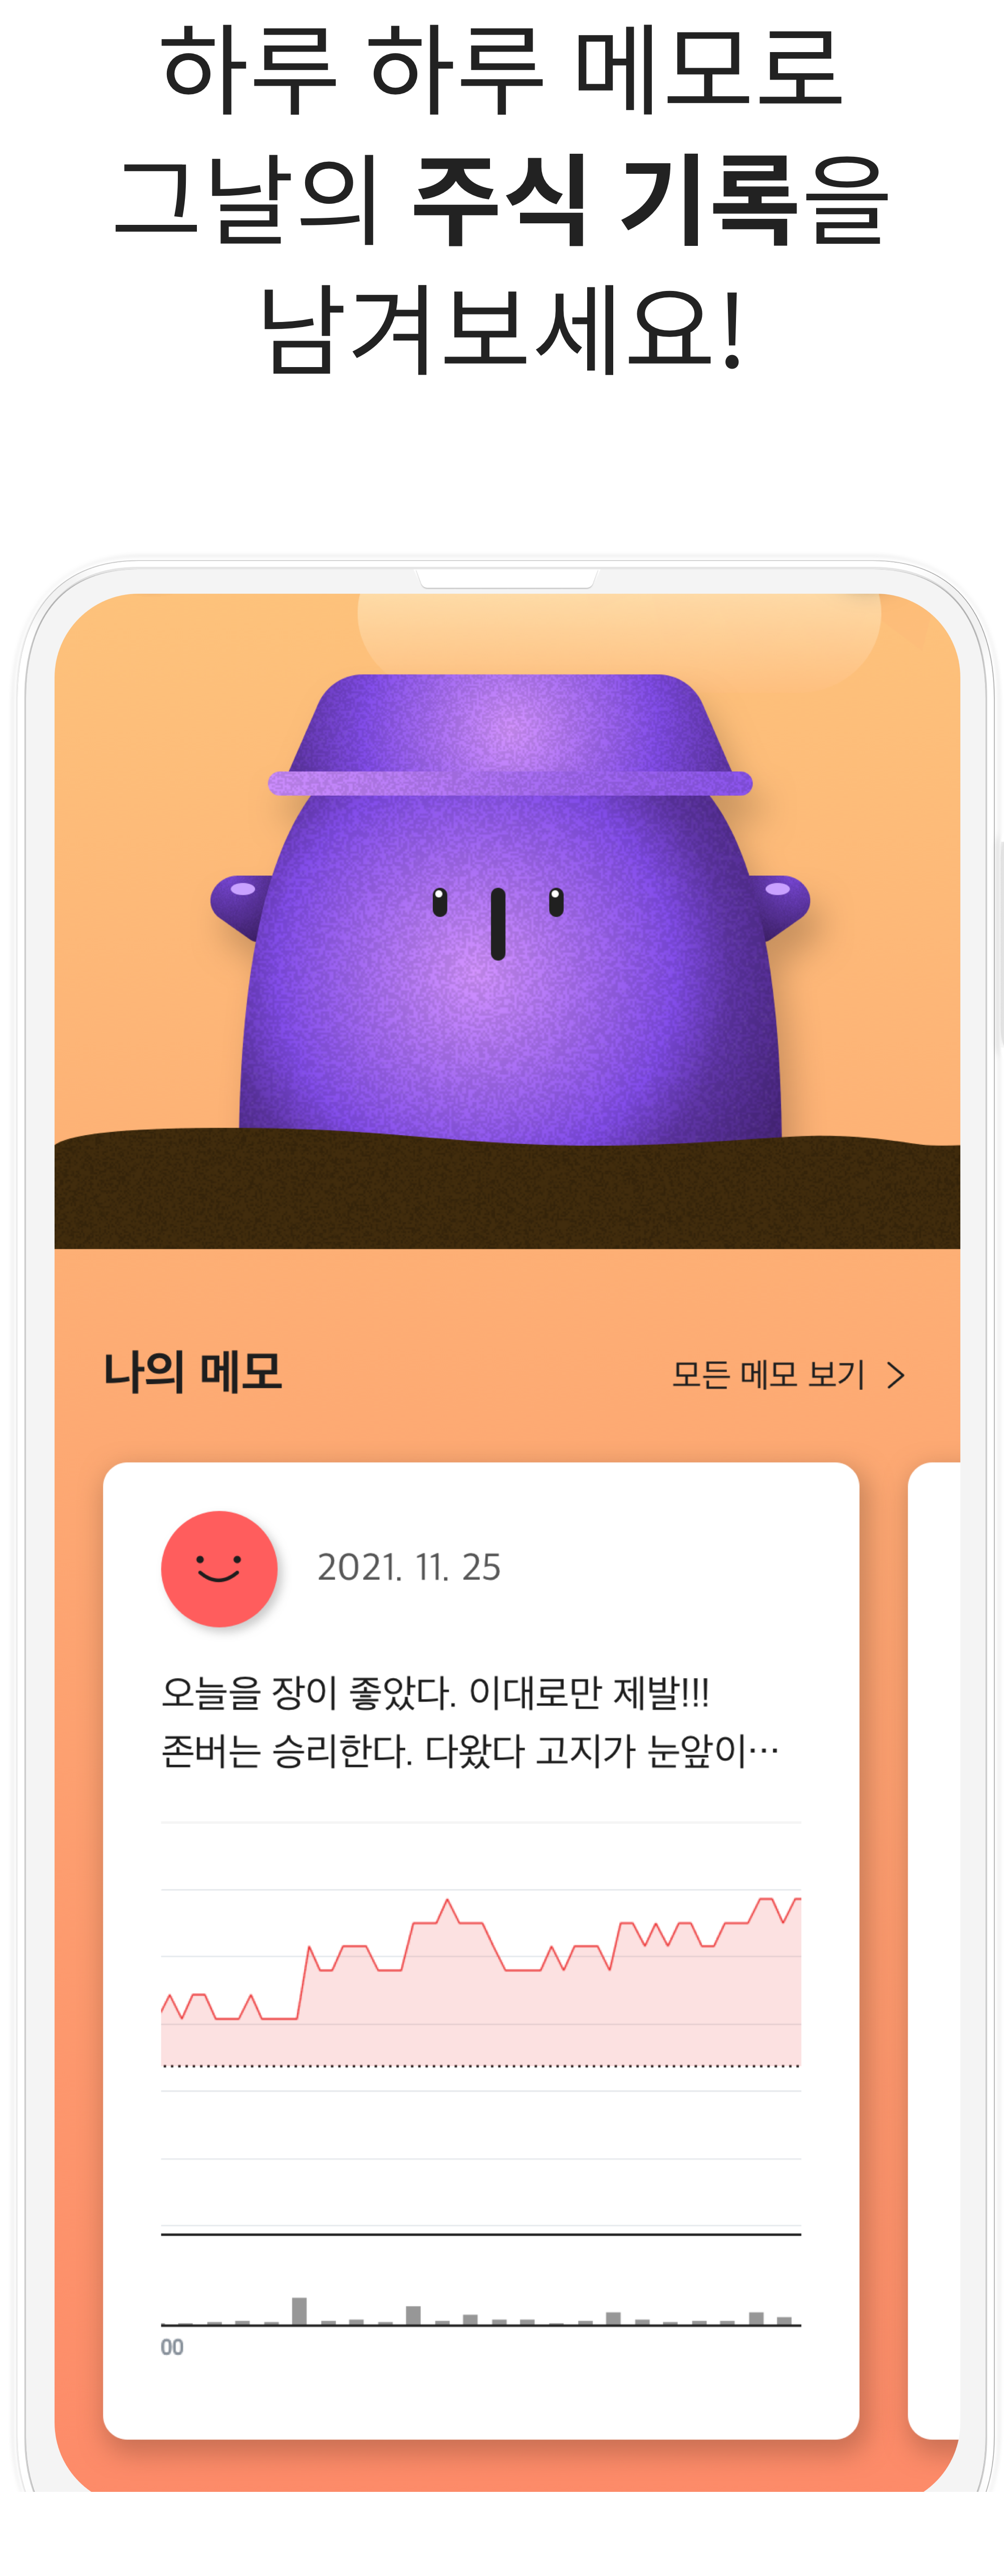 하루 하루 메모로
그날의 주식 기록을
남겨보세요!
나의 메모
모든 메모 보기
2021. 11. 25
오늘을 장이 좋았다. 이대로만 제발!!!
존버는 승리한다. 다왔다 고지가 눈앞이…
00